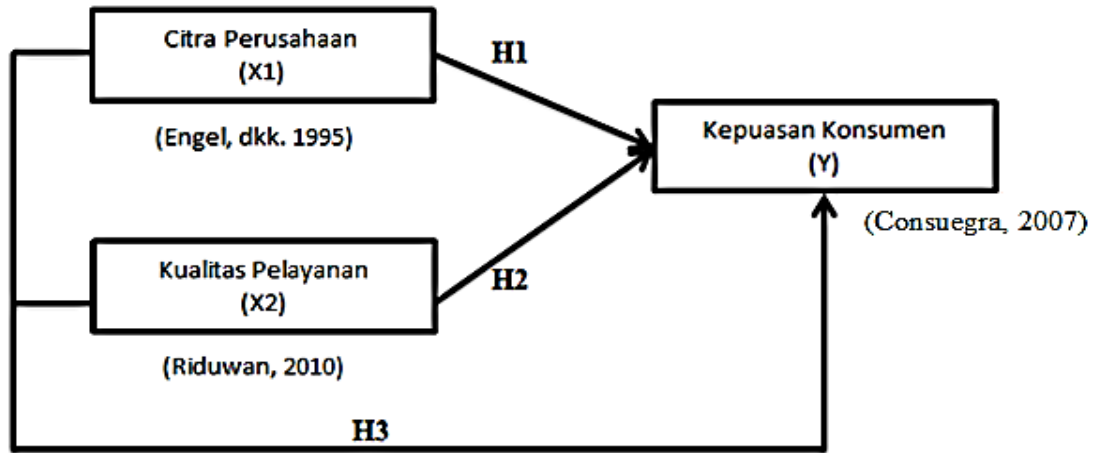 Citra Perusahaan
(X1)
(Engel, dkk. 1995)
H1
Kepuasan Konsumen
(Y)
(Consuegra, 2007)
Kualitas Pelayanan
(X2)
H2
(Riduwan, 2010)
H3